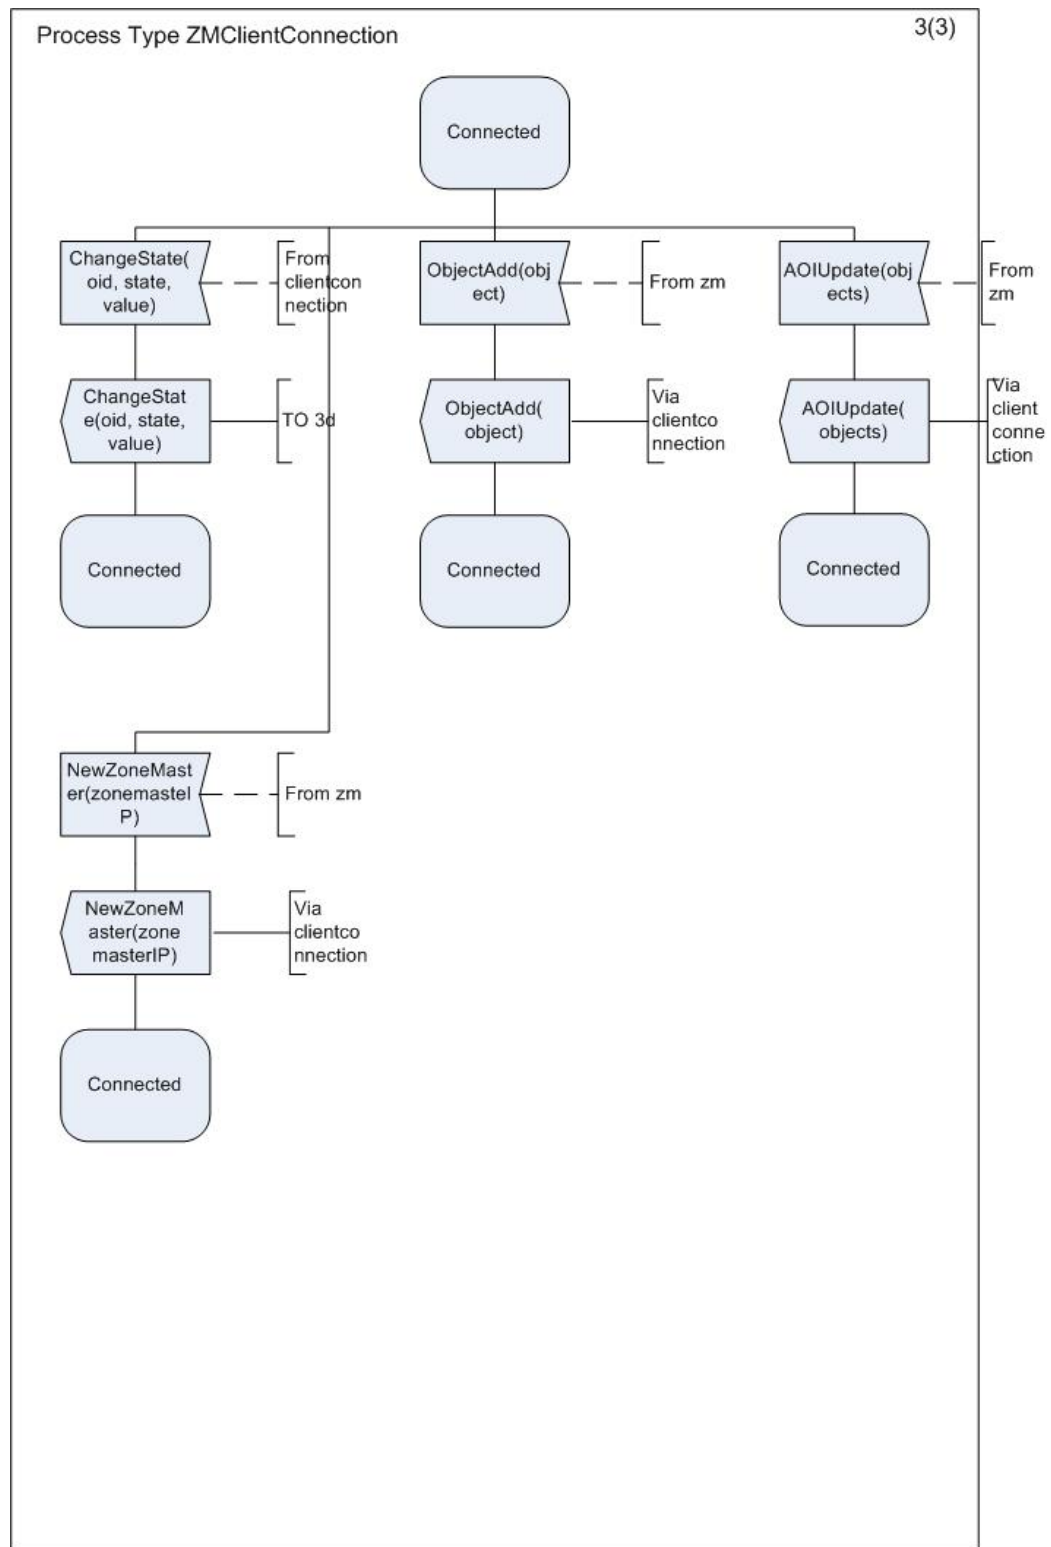 Process Type ZMClientConnection
3(3)
Connected
ChangeState(
oid, state,
value)
From
clientcon
nection
ObjectAdd(obj
ect)
From zm
AOIUpdate(obj
ects)
From
zm
ChangeStat
e(oid, state,
value)
TO 3d
ObjectAdd(
object)
Via
clientco
nnection
AOIUpdate(
objects)
Via
client
conne
ction
Connected
Connected
Connected
NewZoneMast
er(zonemasteI
P)
From zm
NewZoneM
aster(zone
masterIP)
Via
clientco
nnection
Connected